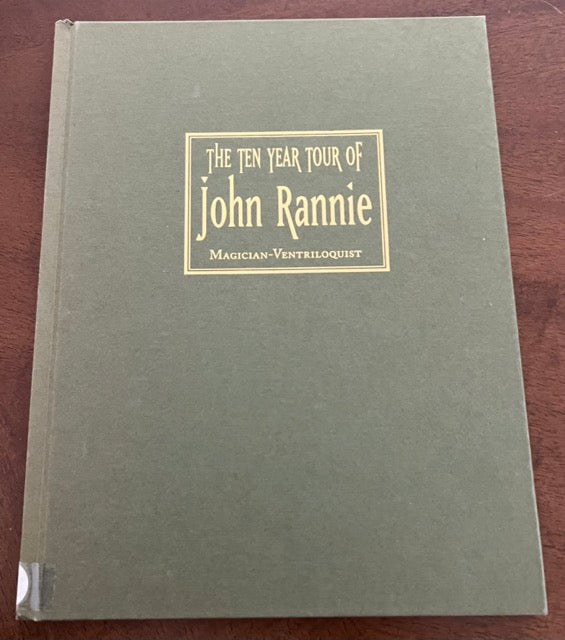 THE TEN YEAR TOUR OF
John Rannie
MAGICIAN-VENTRILOQUIST